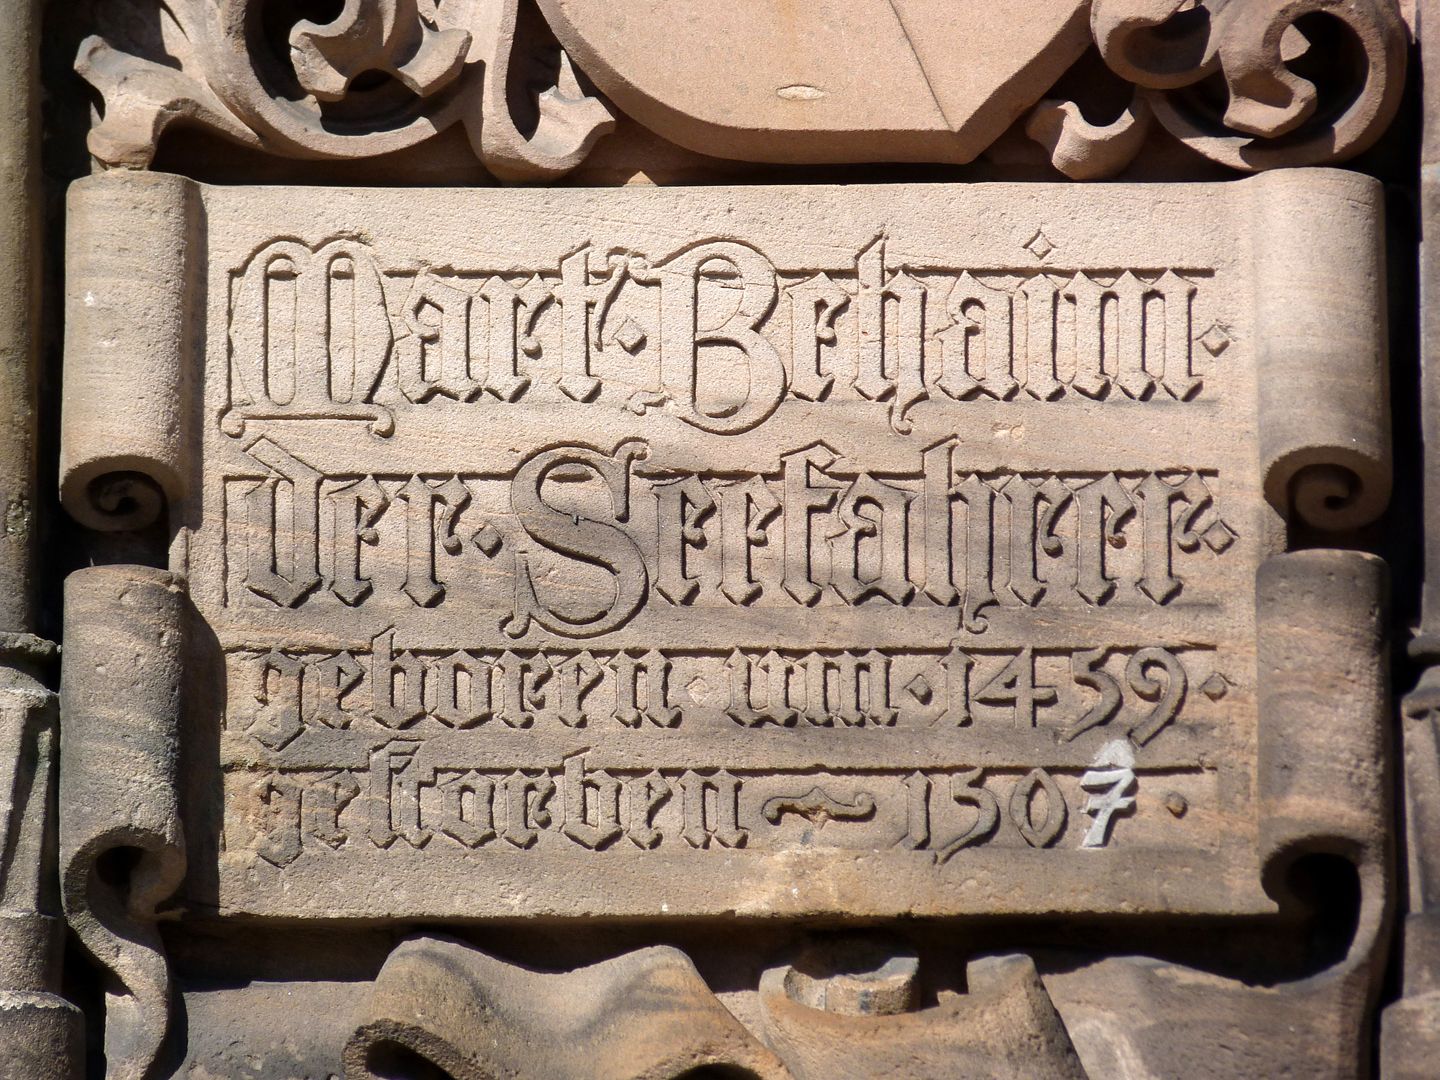 Mart. Behaim.
der. Seefahrer.
geboren. um. 1459.
gestorben ~ 1507.